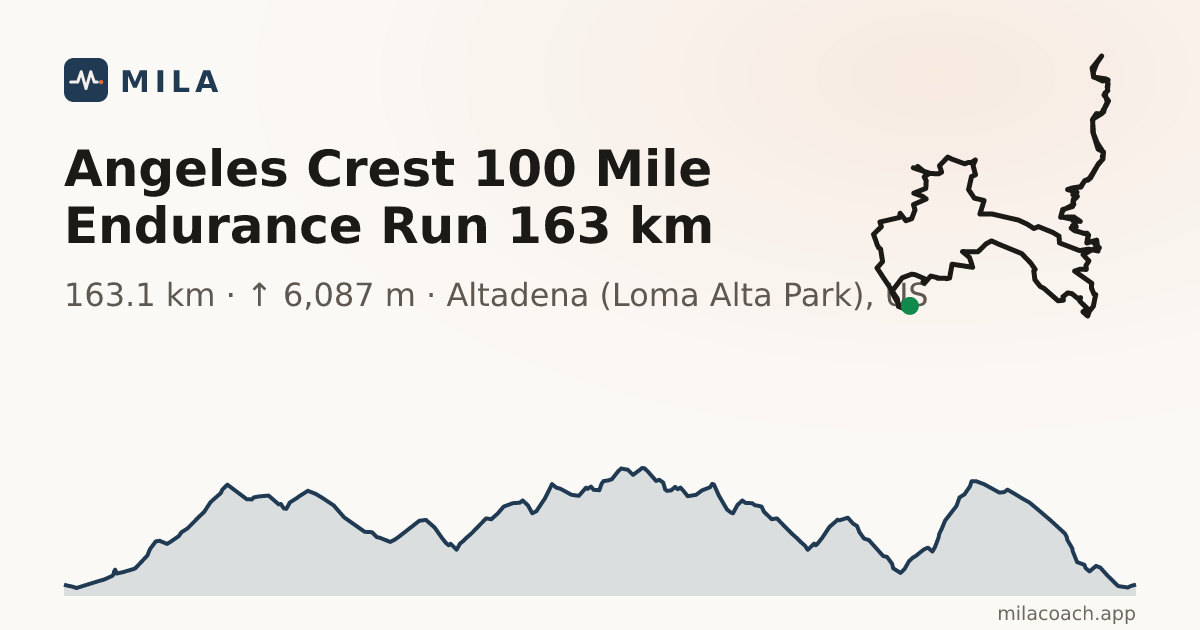 MILA
Angeles Crest 100 Mile
Endurance Run 163 km
163.1 km · ↑ 6,087 m · Altadena (Loma Alta Park), US
milacoach.app